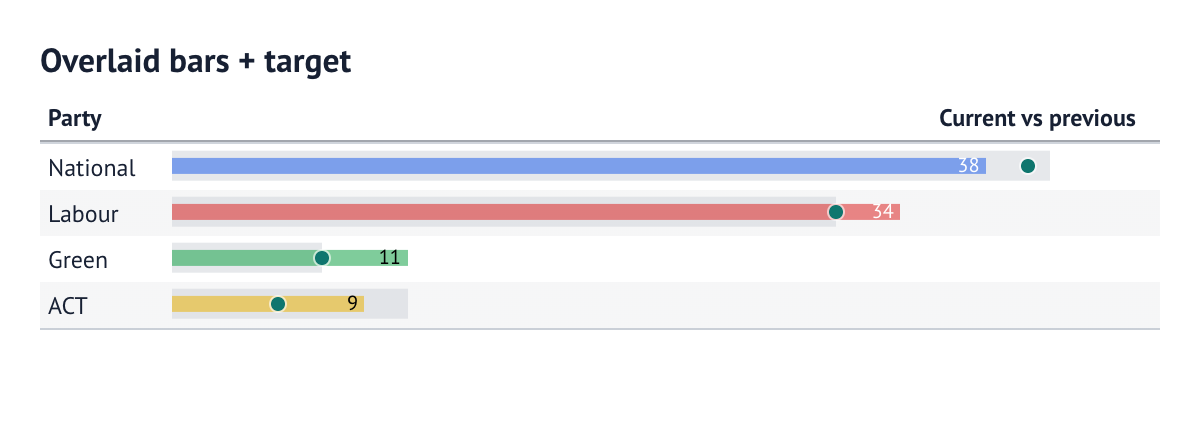 Overlaid bars + target
Party Current vs previous
National 38
Labour 34
Green 11
ACT 9